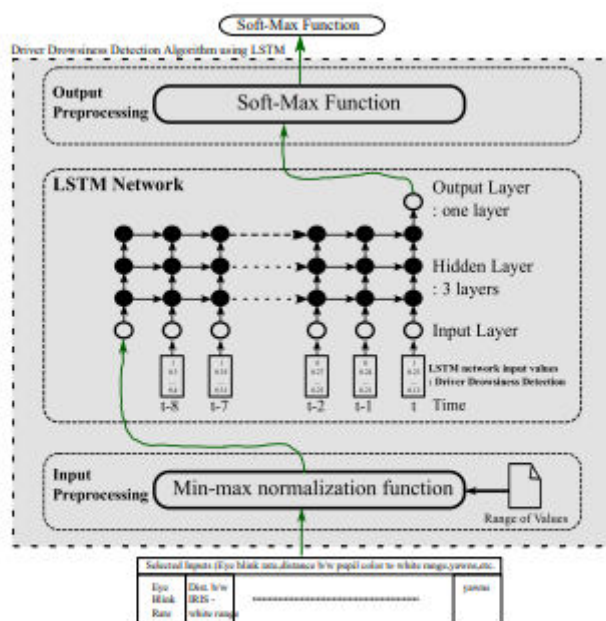 Soft-Max Function
Driver Drowsiness Detection Algorithm using LSTM
Output
Preprocessing
Soft-Max Function
LSTM Network
Output Layer
: one layer
Hidden Layer
: 3 layers
Input Layer
LSTM network input values
: Driver Drowsiness Detection
t-8 t-7 t-2 t-1 t Time
Input
Preprocessing
Min-max normalization function
Range of Values
Selected Inputs (Eye blink rate,distance b/w pupil color to white range,yawns,etc.
Eye Dist. b/w yawns
Blink IRIS -
Rate white range